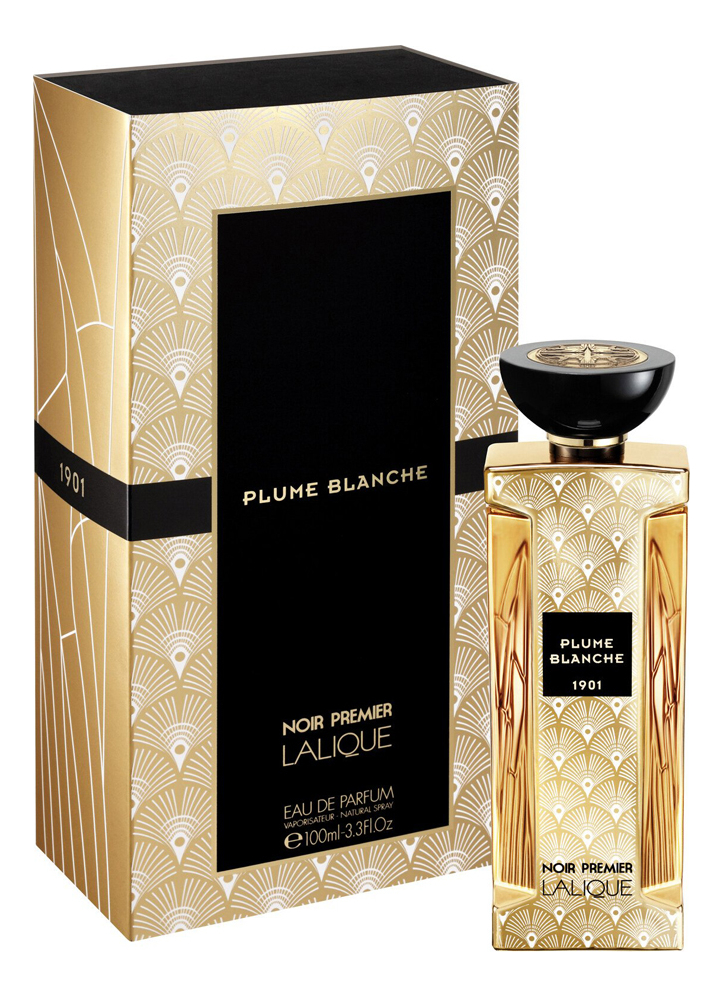 1901
PLUME BLANCHE
NOIR PREMIER
LALIQUE
EAU DE PARFUM
VAPORISATEUR - NATURAL SPRAY
℮100ml-3.3Fl.Oz
PLUME
BLANCHE
1901
NOIR PREMIER
LALIQUE